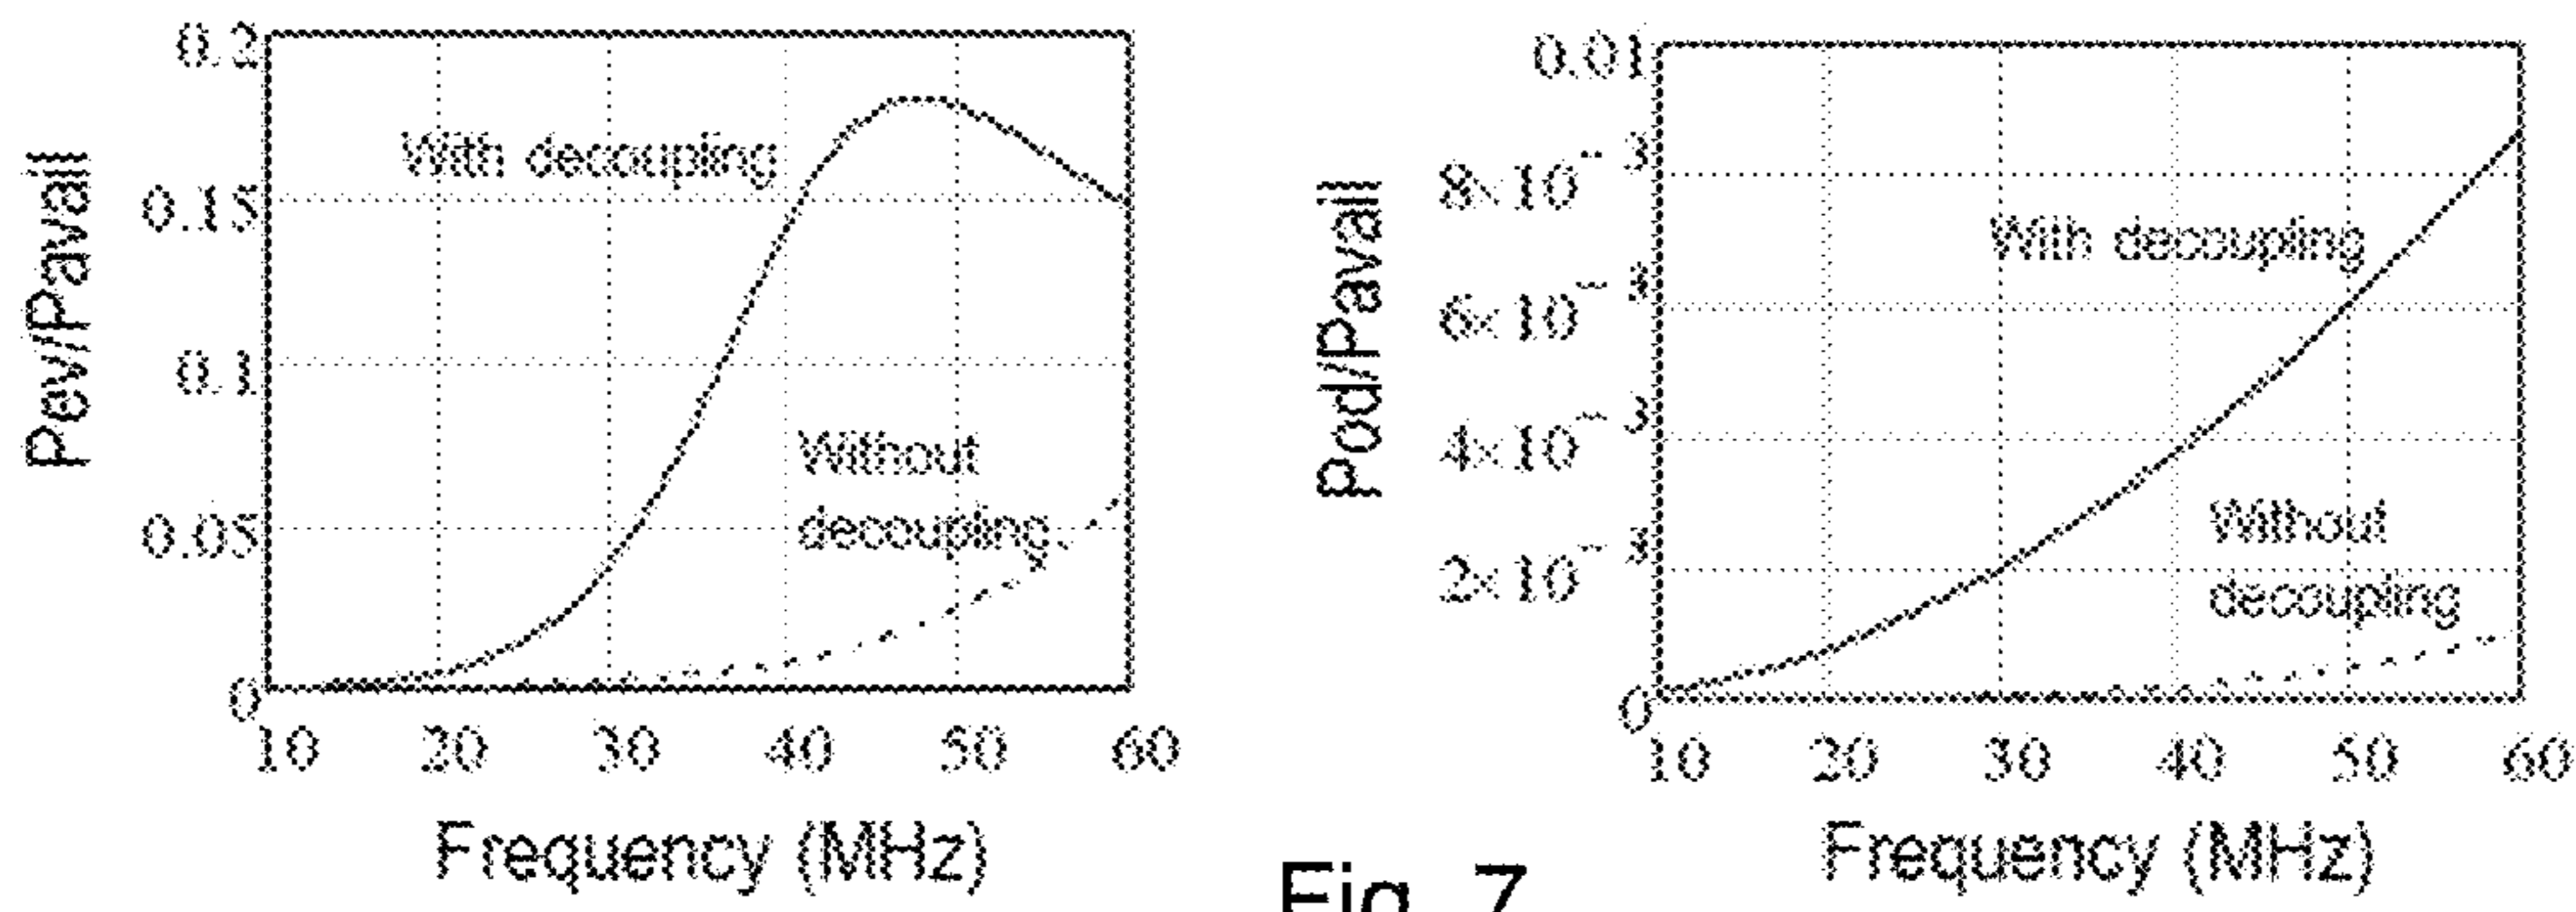 Pev/Pavail
0.2
0.15
0.1
0.05
0
With decoupling
Without
decoupling
10 20 30 40 50 60
Frequency (MHz)
Pod/Pavail
0.01
8×10⁻³
6×10⁻³
4×10⁻³
2×10⁻³
0
With decoupling
Without
decoupling
10 20 30 40 50 60
Frequency (MHz)
Fig. 7